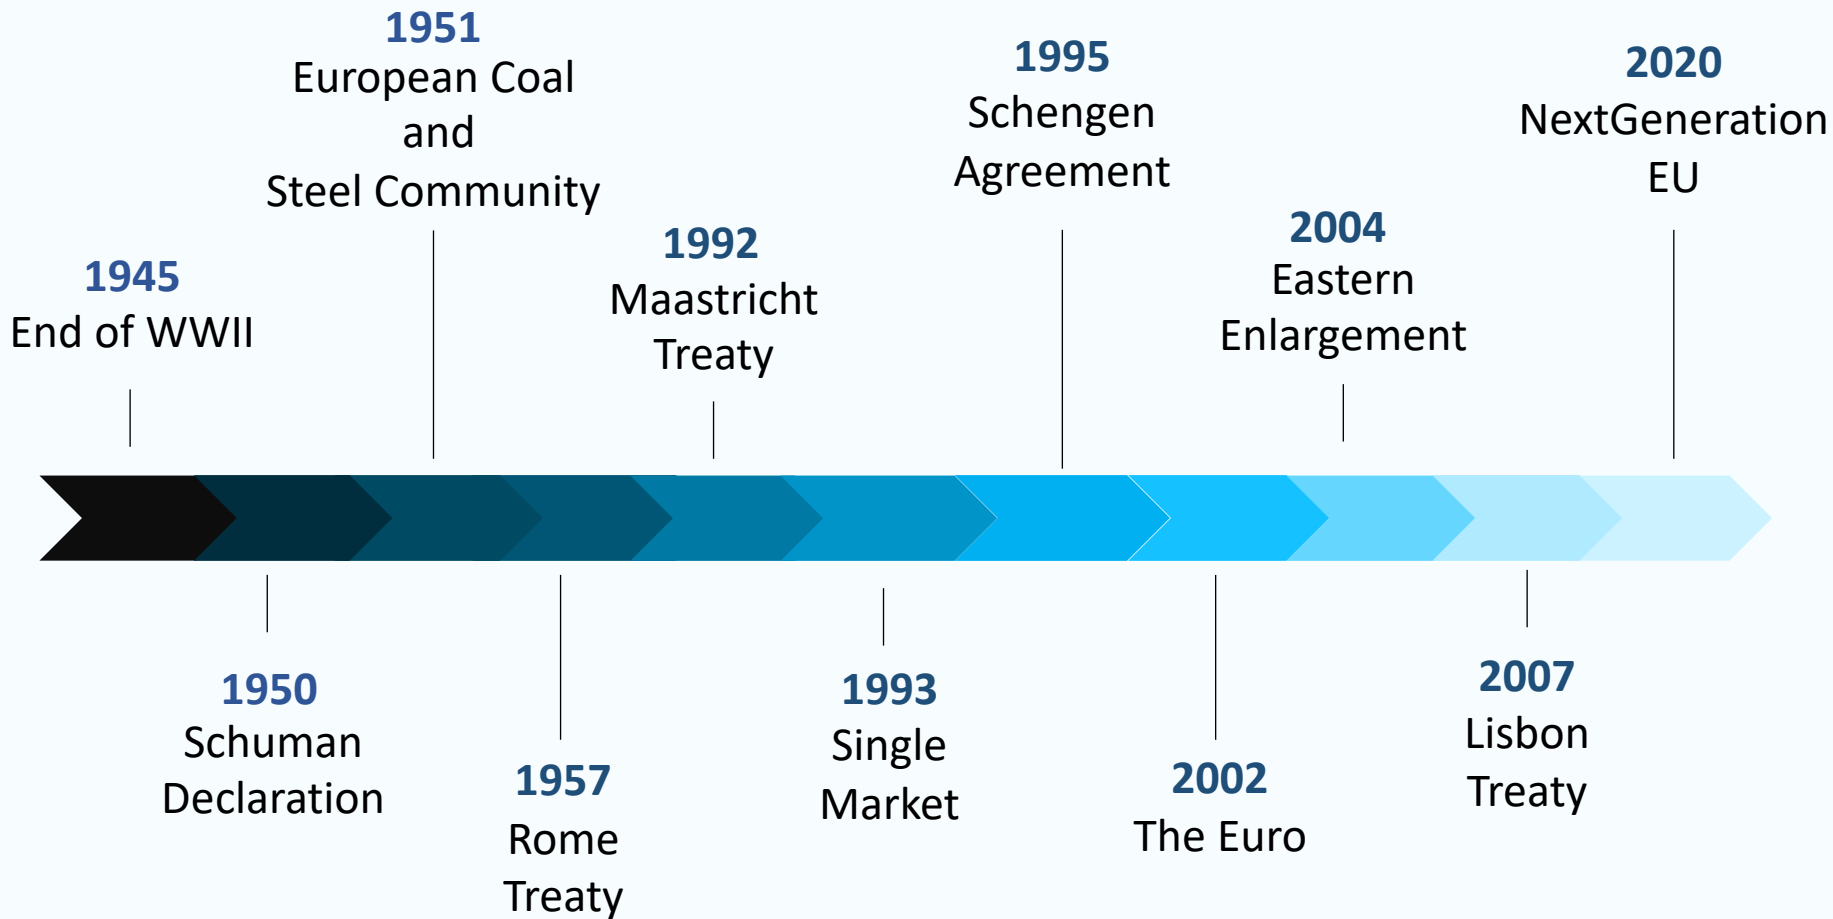 1945
End of WWII
1950
Schuman
Declaration
1951
European Coal
and
Steel Community
1957
Rome
Treaty
1992
Maastricht
Treaty
1993
Single
Market
1995
Schengen
Agreement
2002
The Euro
2004
Eastern
Enlargement
2007
Lisbon
Treaty
2020
NextGeneration
EU